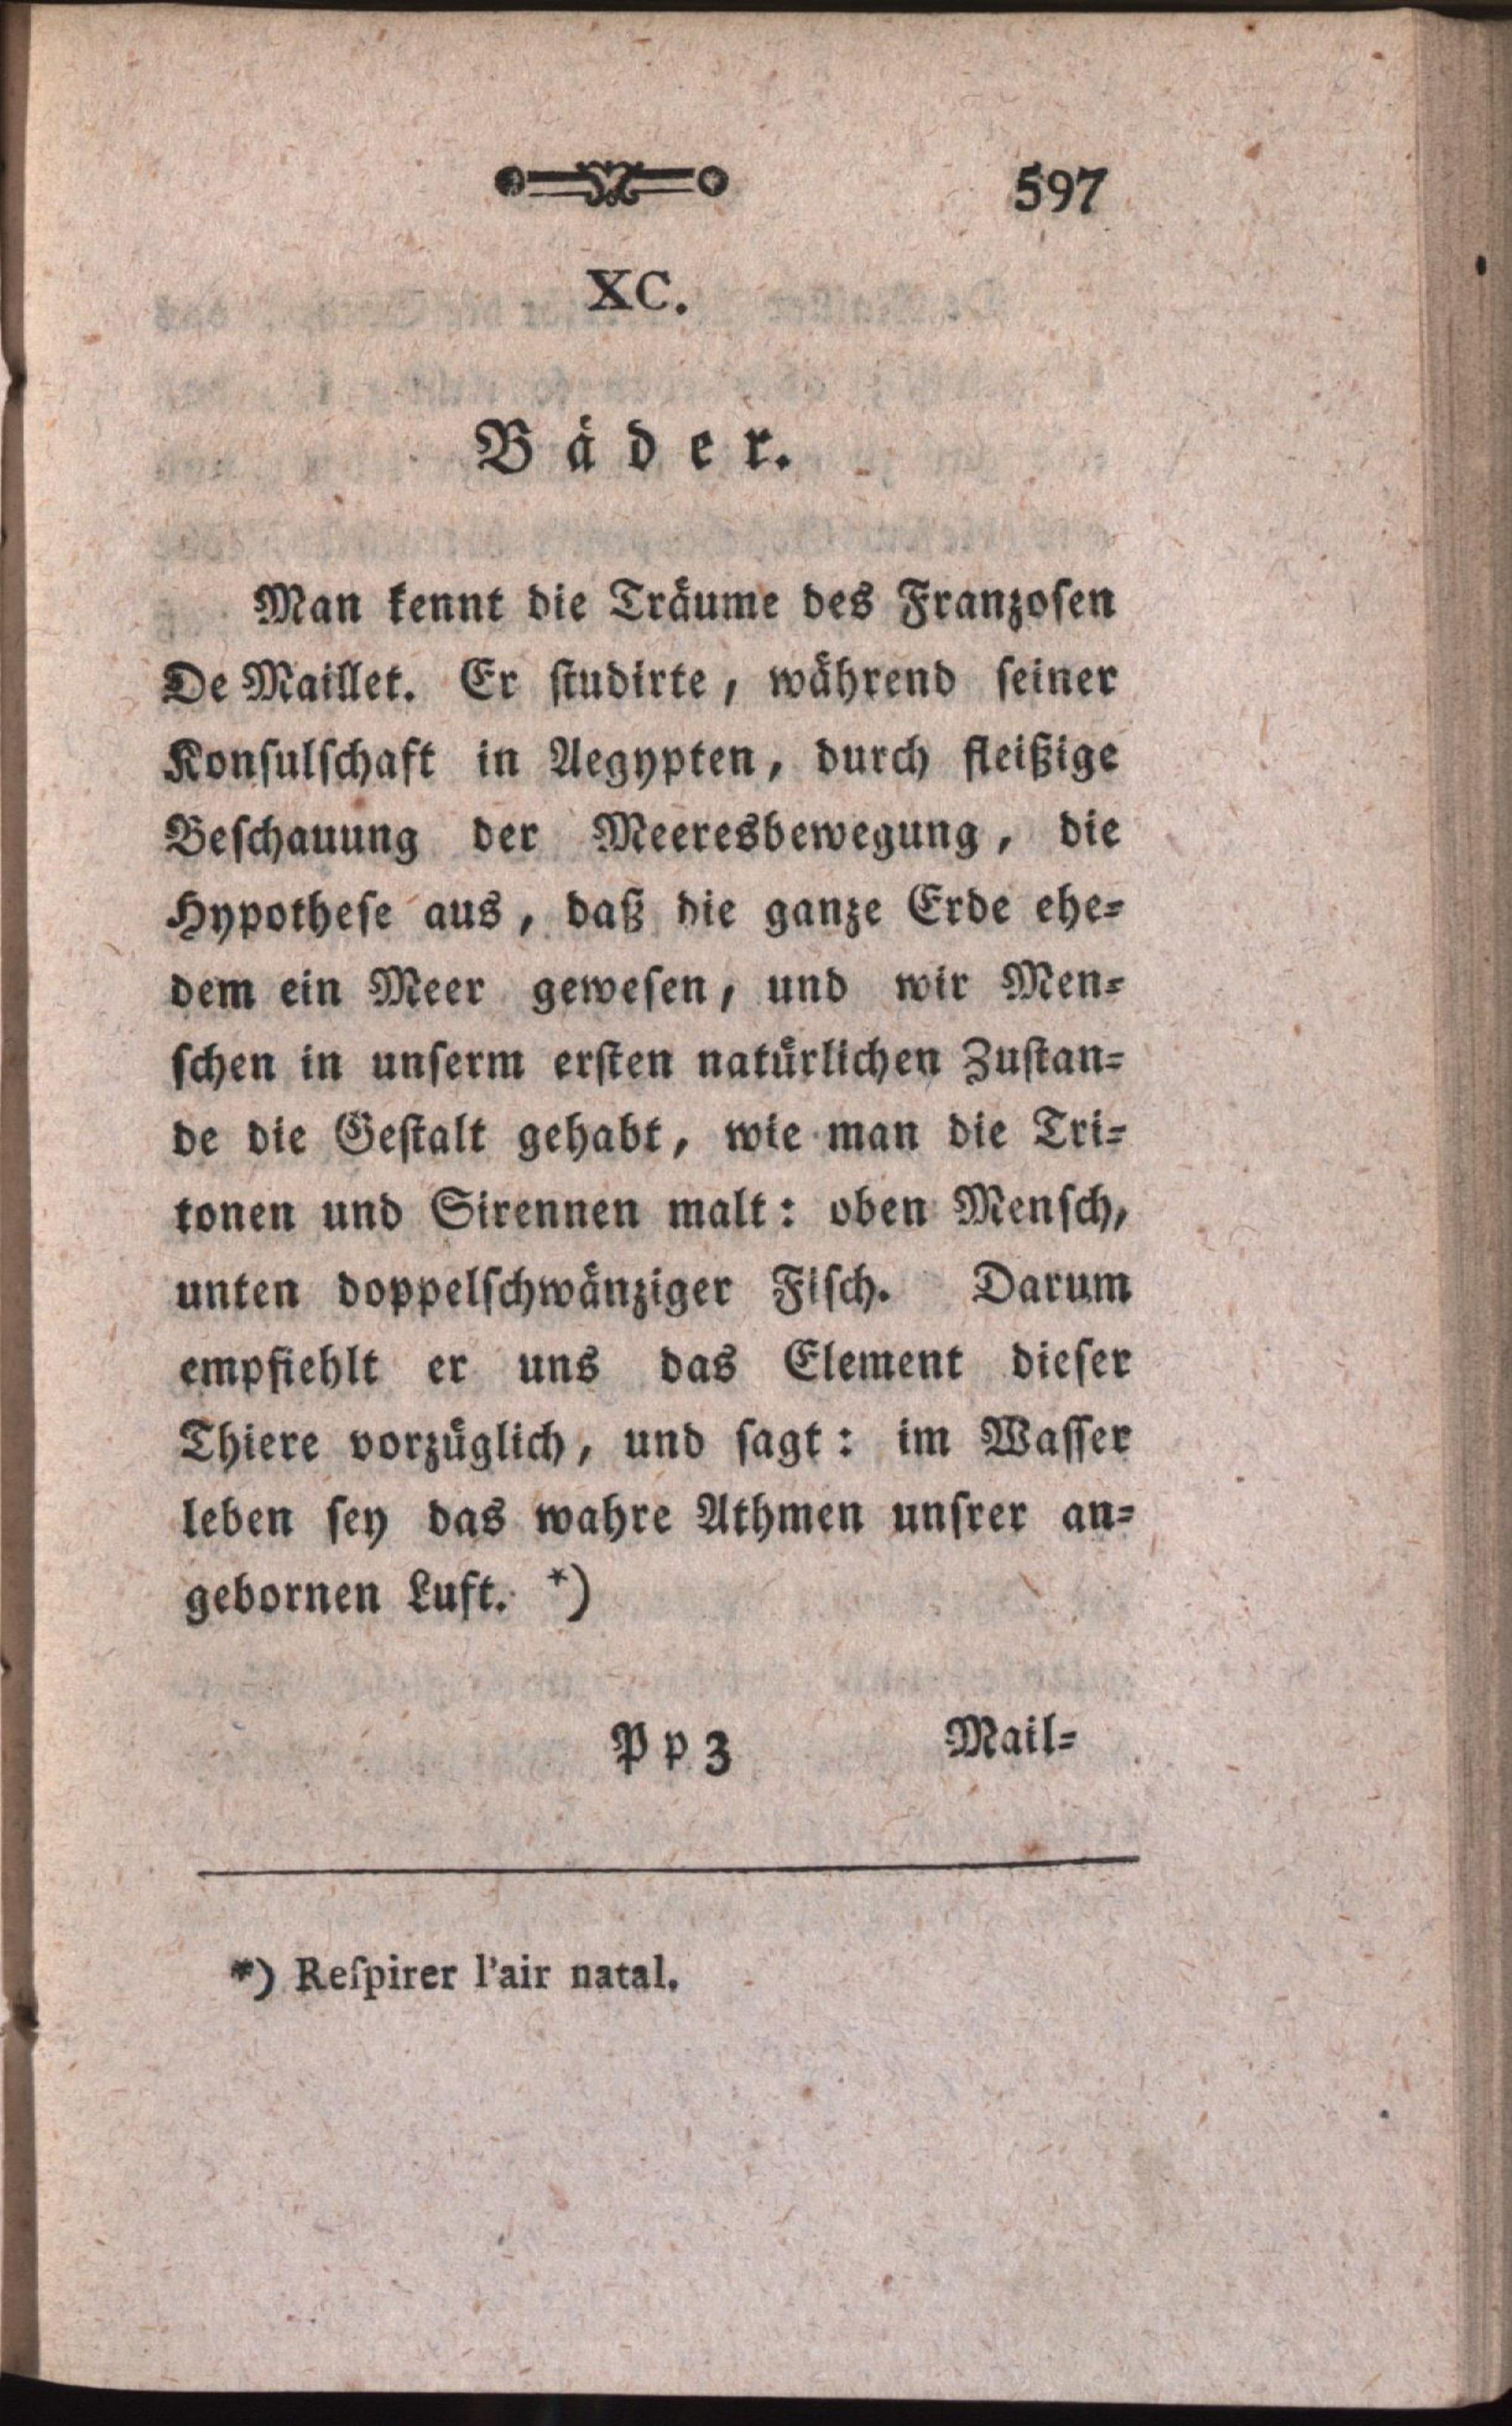 597
XC.
Bäder.
Man kennt die Träume des Franzosen
De Maillet. Er studirte, während seiner
Konsulschaft in Aegypten, durch fleißige
Beschauung der Meeresbewegung, die
Hypothese aus, daß die ganze Erde ehe=
dem ein Meer gewesen, und wir Men=
schen in unserm ersten natürlichen Zustan=
de die Gestalt gehabt, wie man die Tri=
tonen und Sirennen malt: oben Mensch,
unten doppelschwänziger Fisch. Darum
empfiehlt er uns das Element dieser
Thiere vorzüglich, und sagt: im Wasser
leben sey das wahre Athmen unsrer an=
gebornen Luft. *)
Pp 3 Mail=
*) Reſpirer l'air natal.